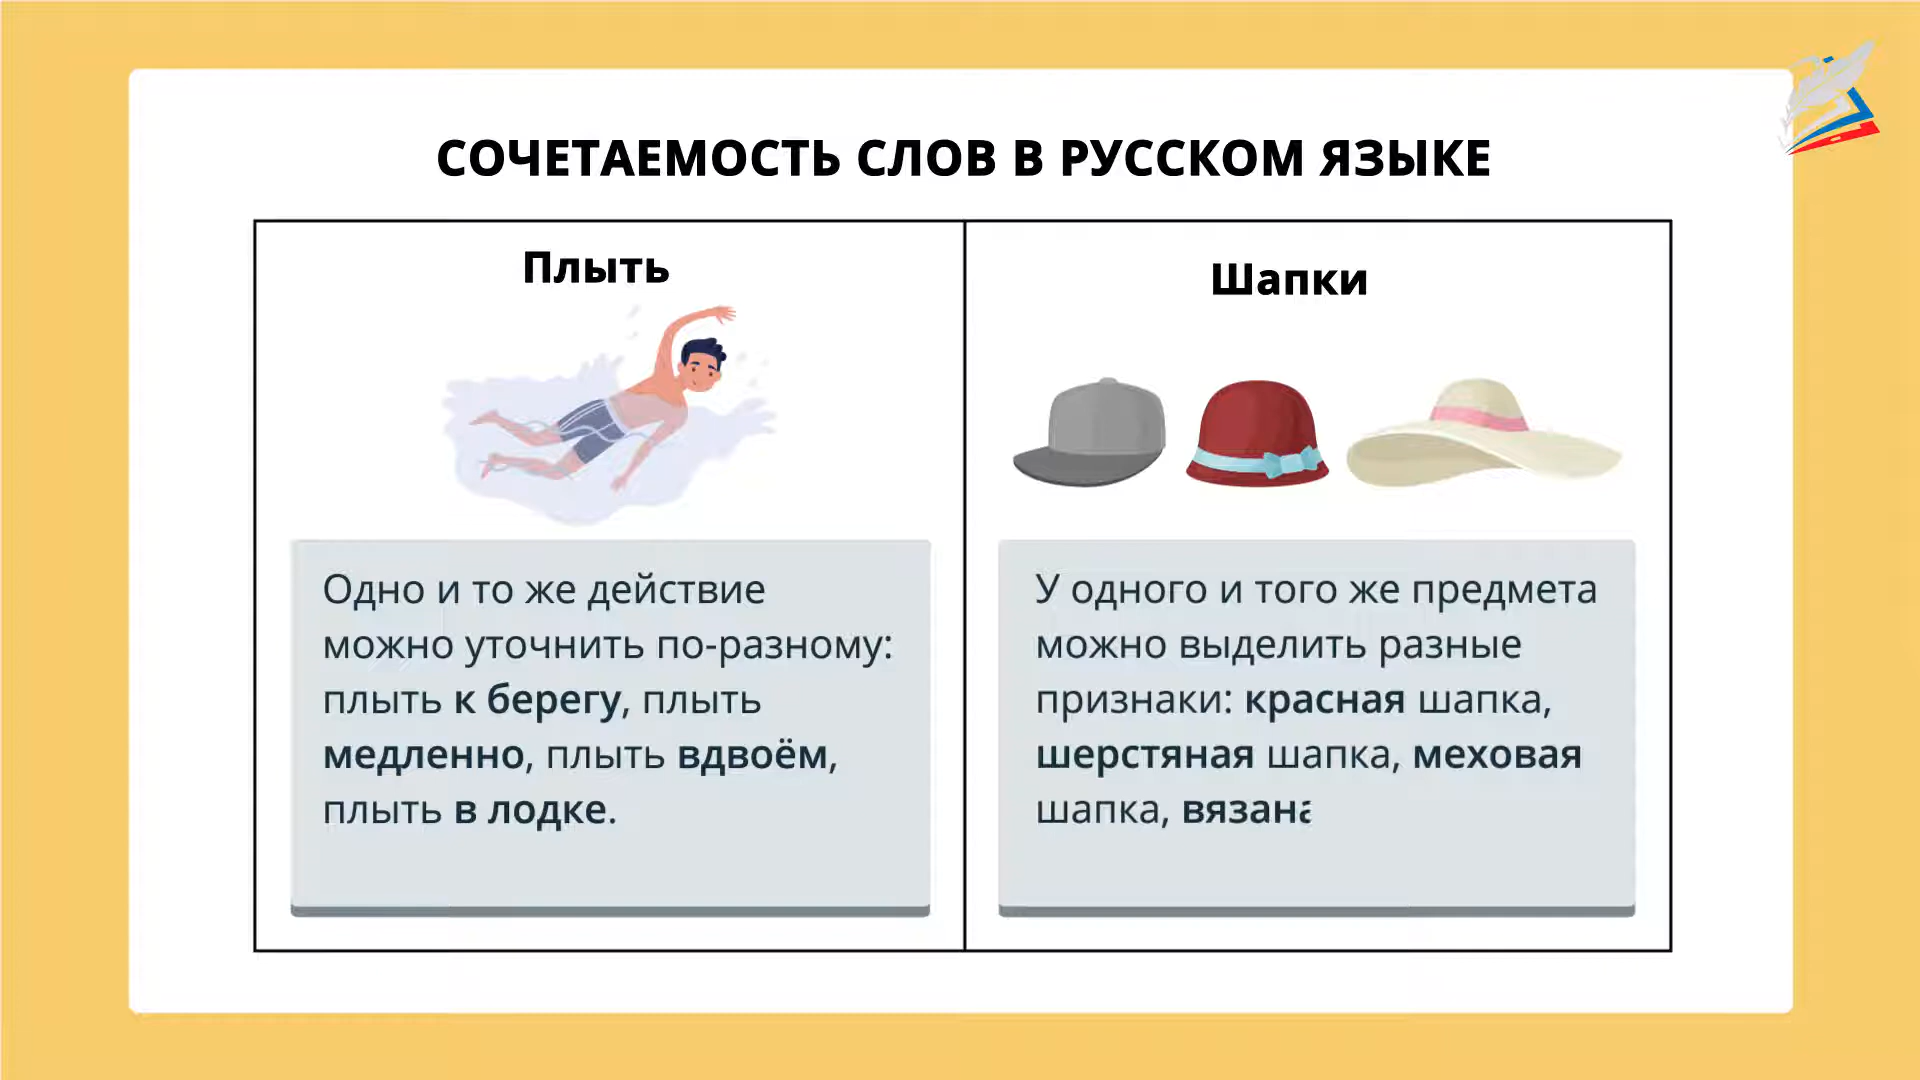 СОЧЕТАЕМОСТЬ СЛОВ В РУССКОМ ЯЗЫКЕ
Плыть
Одно и то же действие
можно уточнить по-разному:
плыть к берегу, плыть
медленно, плыть вдвоём,
плыть в лодке.
Шапки
У одного и того же предмета
можно выделить разные
признаки: красная шапка,
шерстяная шапка, меховая
шапка,